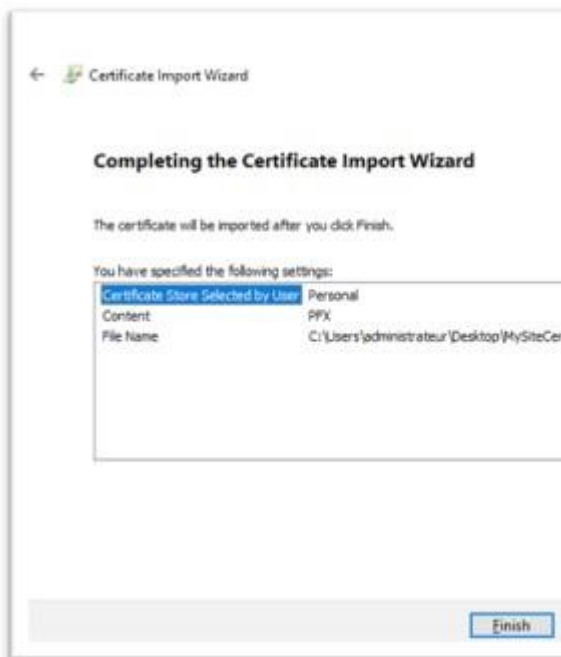 Certificate Import Wizard
Completing the Certificate Import Wizard
The certificate will be imported after you click Finish.
You have specified the following settings:
Certificate Store Selected by User Personal
Content PFX
File Name C:\Users\administrateur\Desktop\MySiteCer
Finish